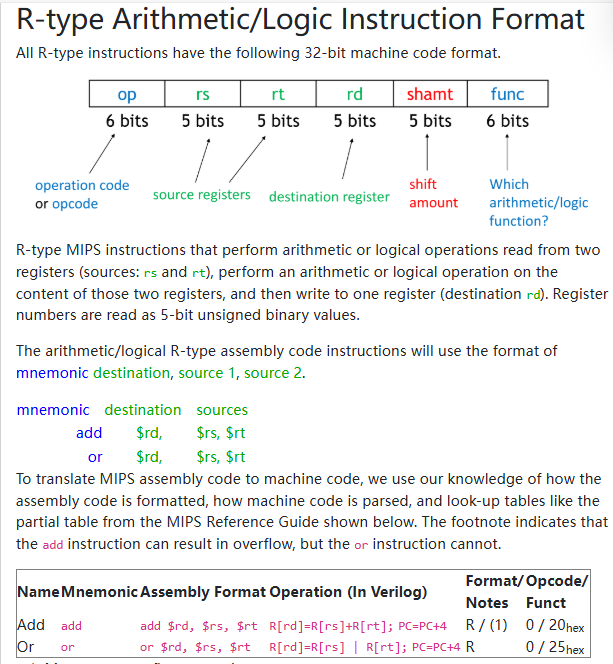 R-type Arithmetic/Logic Instruction Format
All R-type instructions have the following 32-bit machine code format.
op rs rt rd shamt func
6 bits 5 bits 5 bits 5 bits 5 bits 6 bits
operation code
or opcode
source registers
destination register
shift
amount
Which
arithmetic/logic
function?
R-type MIPS instructions that perform arithmetic or logical operations read from two
registers (sources: rs and rt), perform an arithmetic or logical operation on the
content of those two registers, and then write to one register (destination rd). Register
numbers are read as 5-bit unsigned binary values.
The arithmetic/logical R-type assembly code instructions will use the format of
mnemonic destination, source 1, source 2.
mnemonic destination sources
add $rd, $rs, $rt
or $rd, $rs, $rt
To translate MIPS assembly code to machine code, we use our knowledge of how the
assembly code is formatted, how machine code is parsed, and look-up tables like the
partial table from the MIPS Reference Guide shown below. The footnote indicates that
the add instruction can result in overflow, but the or instruction cannot.
Name Mnemonic Assembly Format Operation (In Verilog) Format/ Notes Opcode/ Funct
Add add add $rd, $rs, $rt R[rd]=R[rs]+R[rt]; PC=PC+4 R / (1) 0 / 20hex
Or or or $rd, $rs, $rt R[rd]=R[rs] | R[rt]; PC=PC+4 R 0 / 25hex